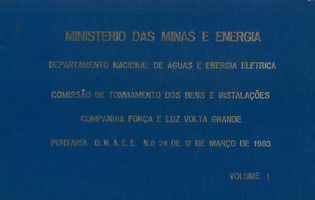 MINISTERIO DAS MINAS E ENERGIA
DEPARTAMENTO NACIONAL DE AGUAS E ENERGIA ELETRICA
COMISSÃO DE TOMBAMENTO DOS BENS E INSTALAÇÕES
COMPANHIA FORÇA E LUZ VOLTA GRANDE
PORTARIA D.N.A.E.E. N.O 24 DE 17 DE MARÇO DE 1983
VOLUME 1